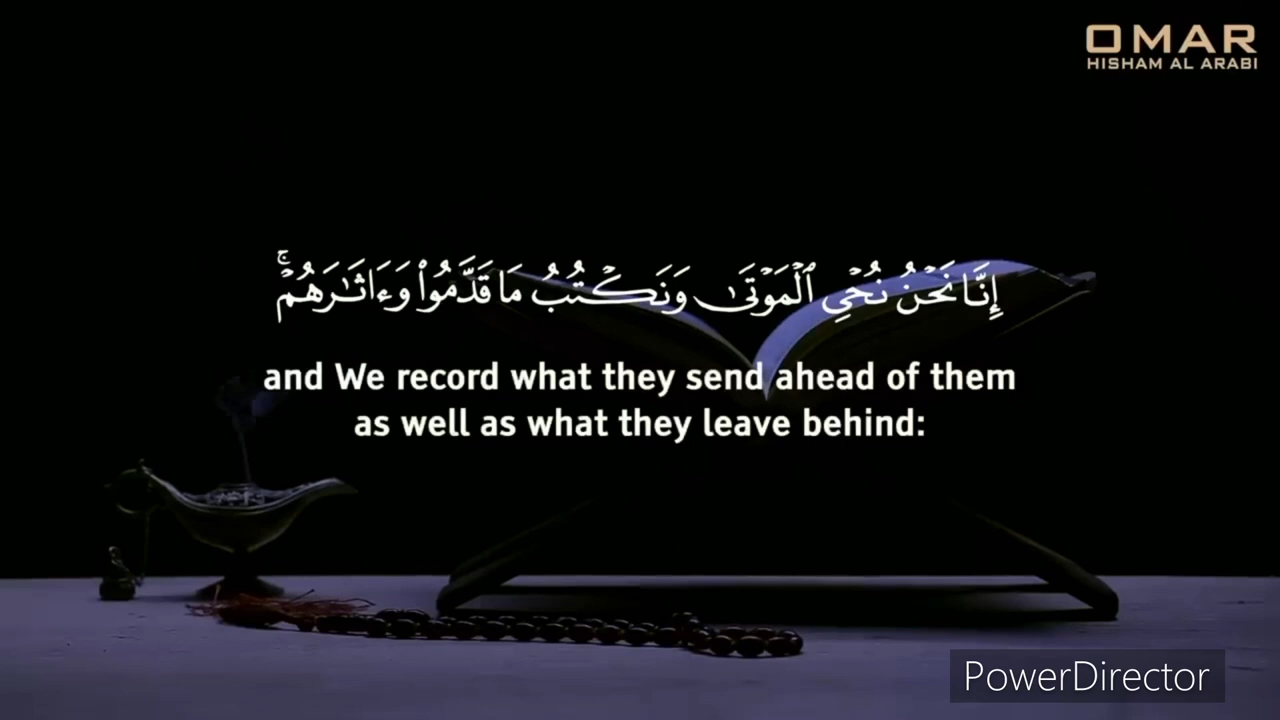 OMAR
HISHAM AL ARABI
إِنَّا نَحْنُ نُحْىِ ٱلْمَوْتَىٰ وَنَكْتُبُ مَا قَدَّمُوا۟ وَءَاثَـٰرَهُمْ ۚ
and We record what they send ahead of them
as well as what they leave behind:
PowerDirector